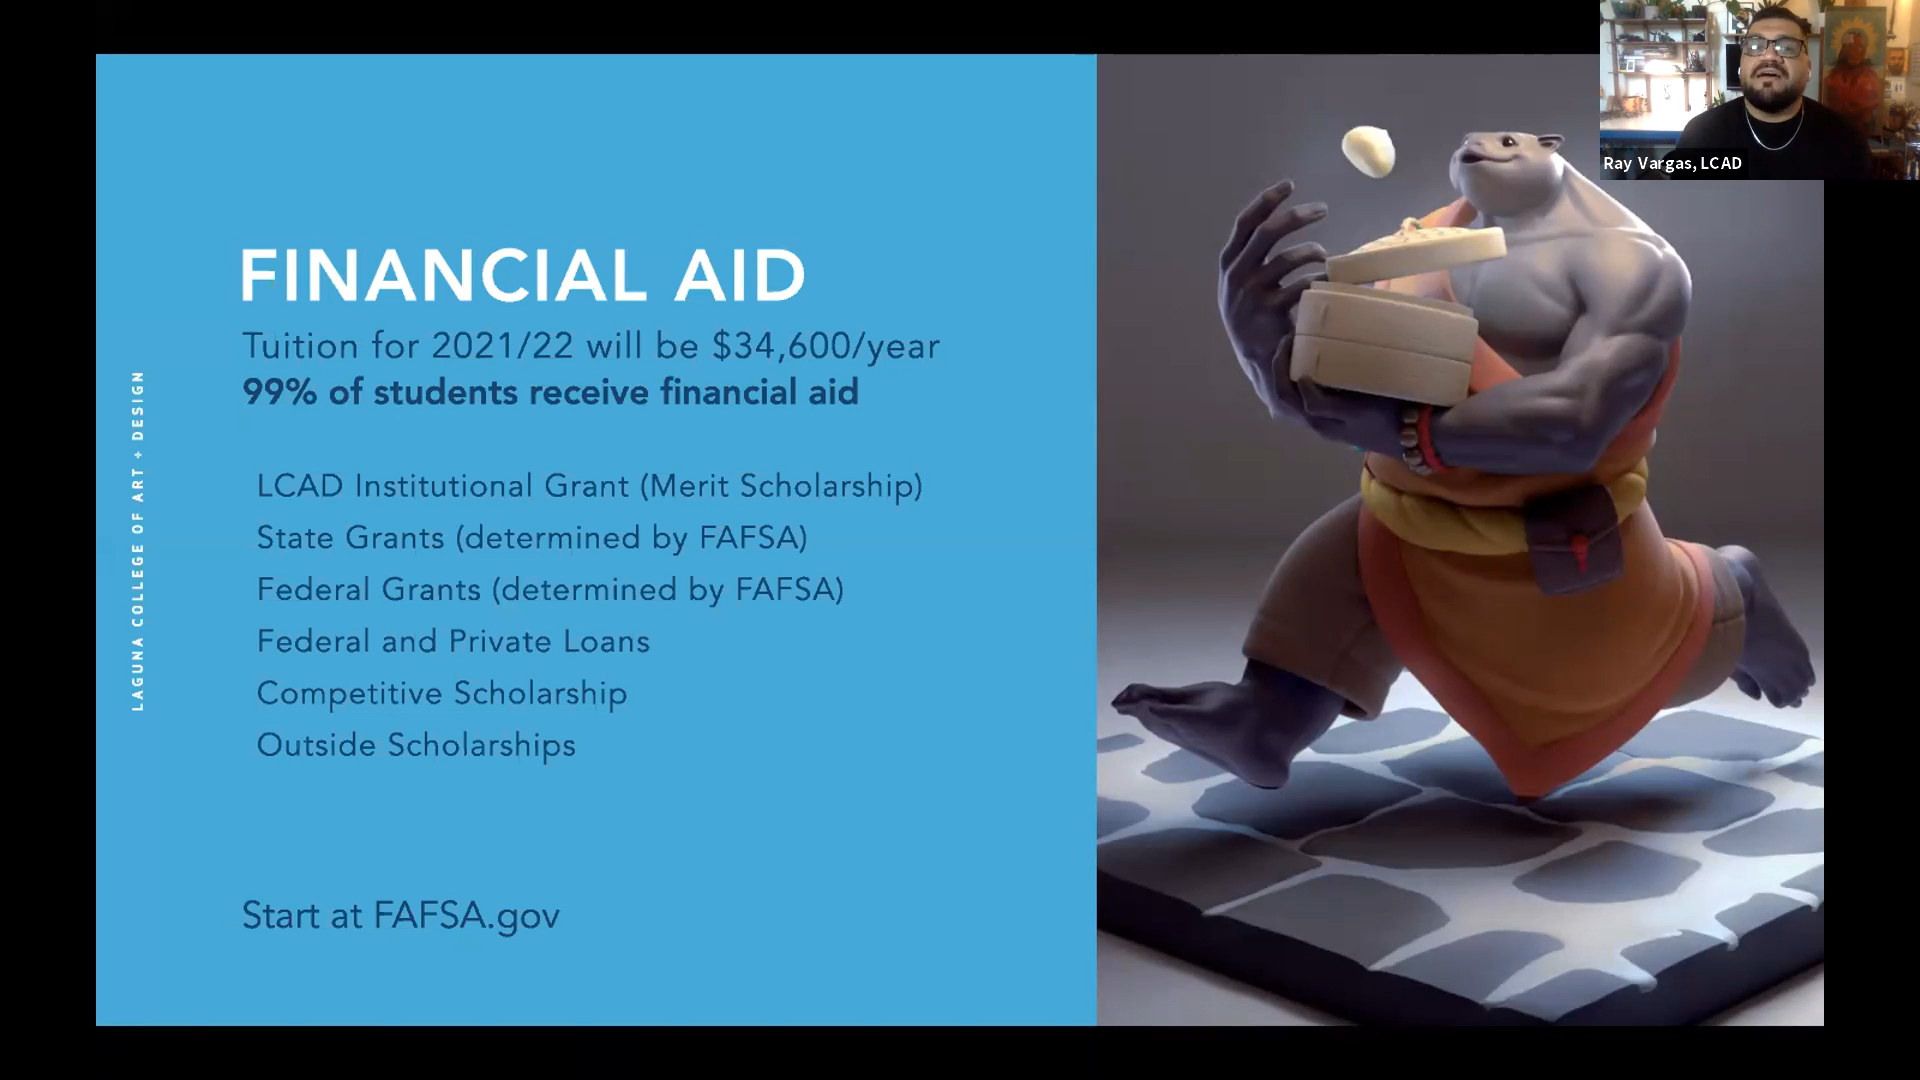 FINANCIAL AID
Tuition for 2021/22 will be $34,600/year
99% of students receive financial aid
LCAD Institutional Grant (Merit Scholarship)
State Grants (determined by FAFSA)
Federal Grants (determined by FAFSA)
Federal and Private Loans
Competitive Scholarship
Outside Scholarships
Start at FAFSA.gov
LAGUNA COLLEGE OF ART + DESIGN
Ray Vargas, LCAD